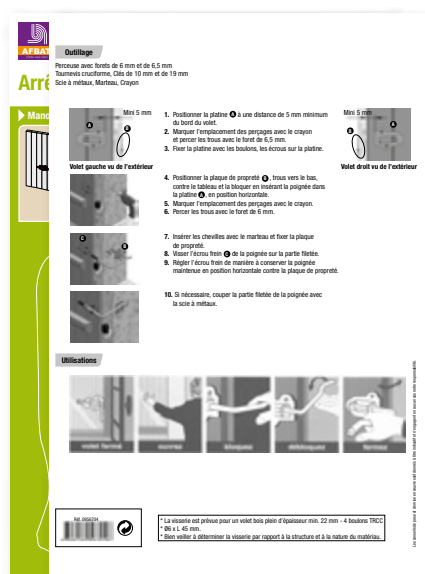 AFBAT
Arrê
Mano
Outillage
Perceuse avec forets de 6 mm et de 6,5 mm
Tournevis cruciforme, Clés de 10 mm et de 19 mm
Scie à métaux, Marteau, Crayon
Mini 5 mm
A
B
Volet gauche vu de l'extérieur
1. Positionner la platine A à une distance de 5 mm minimum
du bord du volet.
2. Marquer l'emplacement des perçages avec le crayon
et percer les trous avec le foret de 6,5 mm.
3. Fixer la platine avec les boulons, les écrous sur la platine.
Mini 5 mm
A
B
Volet droit vu de l'extérieur
4. Positionner la plaque de propreté B, trous vers le bas,
contre le tableau et la bloquer en insérant la poignée dans
la platine A, en position horizontale.
5. Marquer l'emplacement des perçages avec le crayon.
6. Percer les trous avec le foret de 6 mm.
C
B
7. Insérer les chevilles avec le marteau et fixer la plaque
de propreté.
8. Visser l'écrou frein C de la poignée sur la partie filetée.
9. Régler l'écrou frein de manière à conserver la poignée
maintenue en position horizontale contre la plaque de propreté.
10. Si nécessaire, couper la partie filetée de la poignée avec
la scie à métaux.
Utilisations
volet fermé
ouvrez
bloquez
débloquez
fermez
Réf. 0956704
* La visserie est prévue pour un volet bois plein d'épaisseur min. 22 mm - 4 boulons TRCC
* Ø6 x L 45 mm.
* Bien veiller à déterminer la visserie par rapport à la structure et à la nature du matériau.